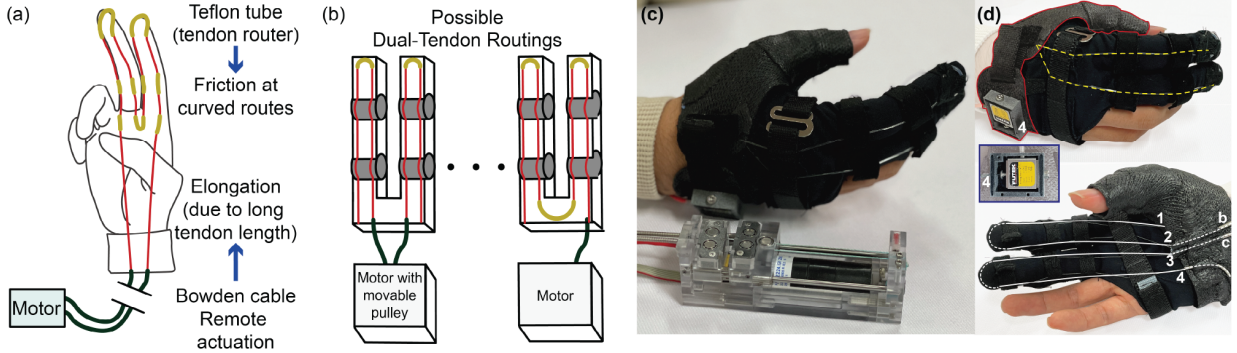 (a)
Teflon tube
(tendon router)
Friction at
curved routes
Elongation
(due to long
tendon length)
Bowden cable
Remote
actuation
Motor
(b)
Possible
Dual-Tendon Routings
Motor with
movable
pulley
Motor
(c)
(d)
4
4
FUTEK
1
2
3
4
b
c